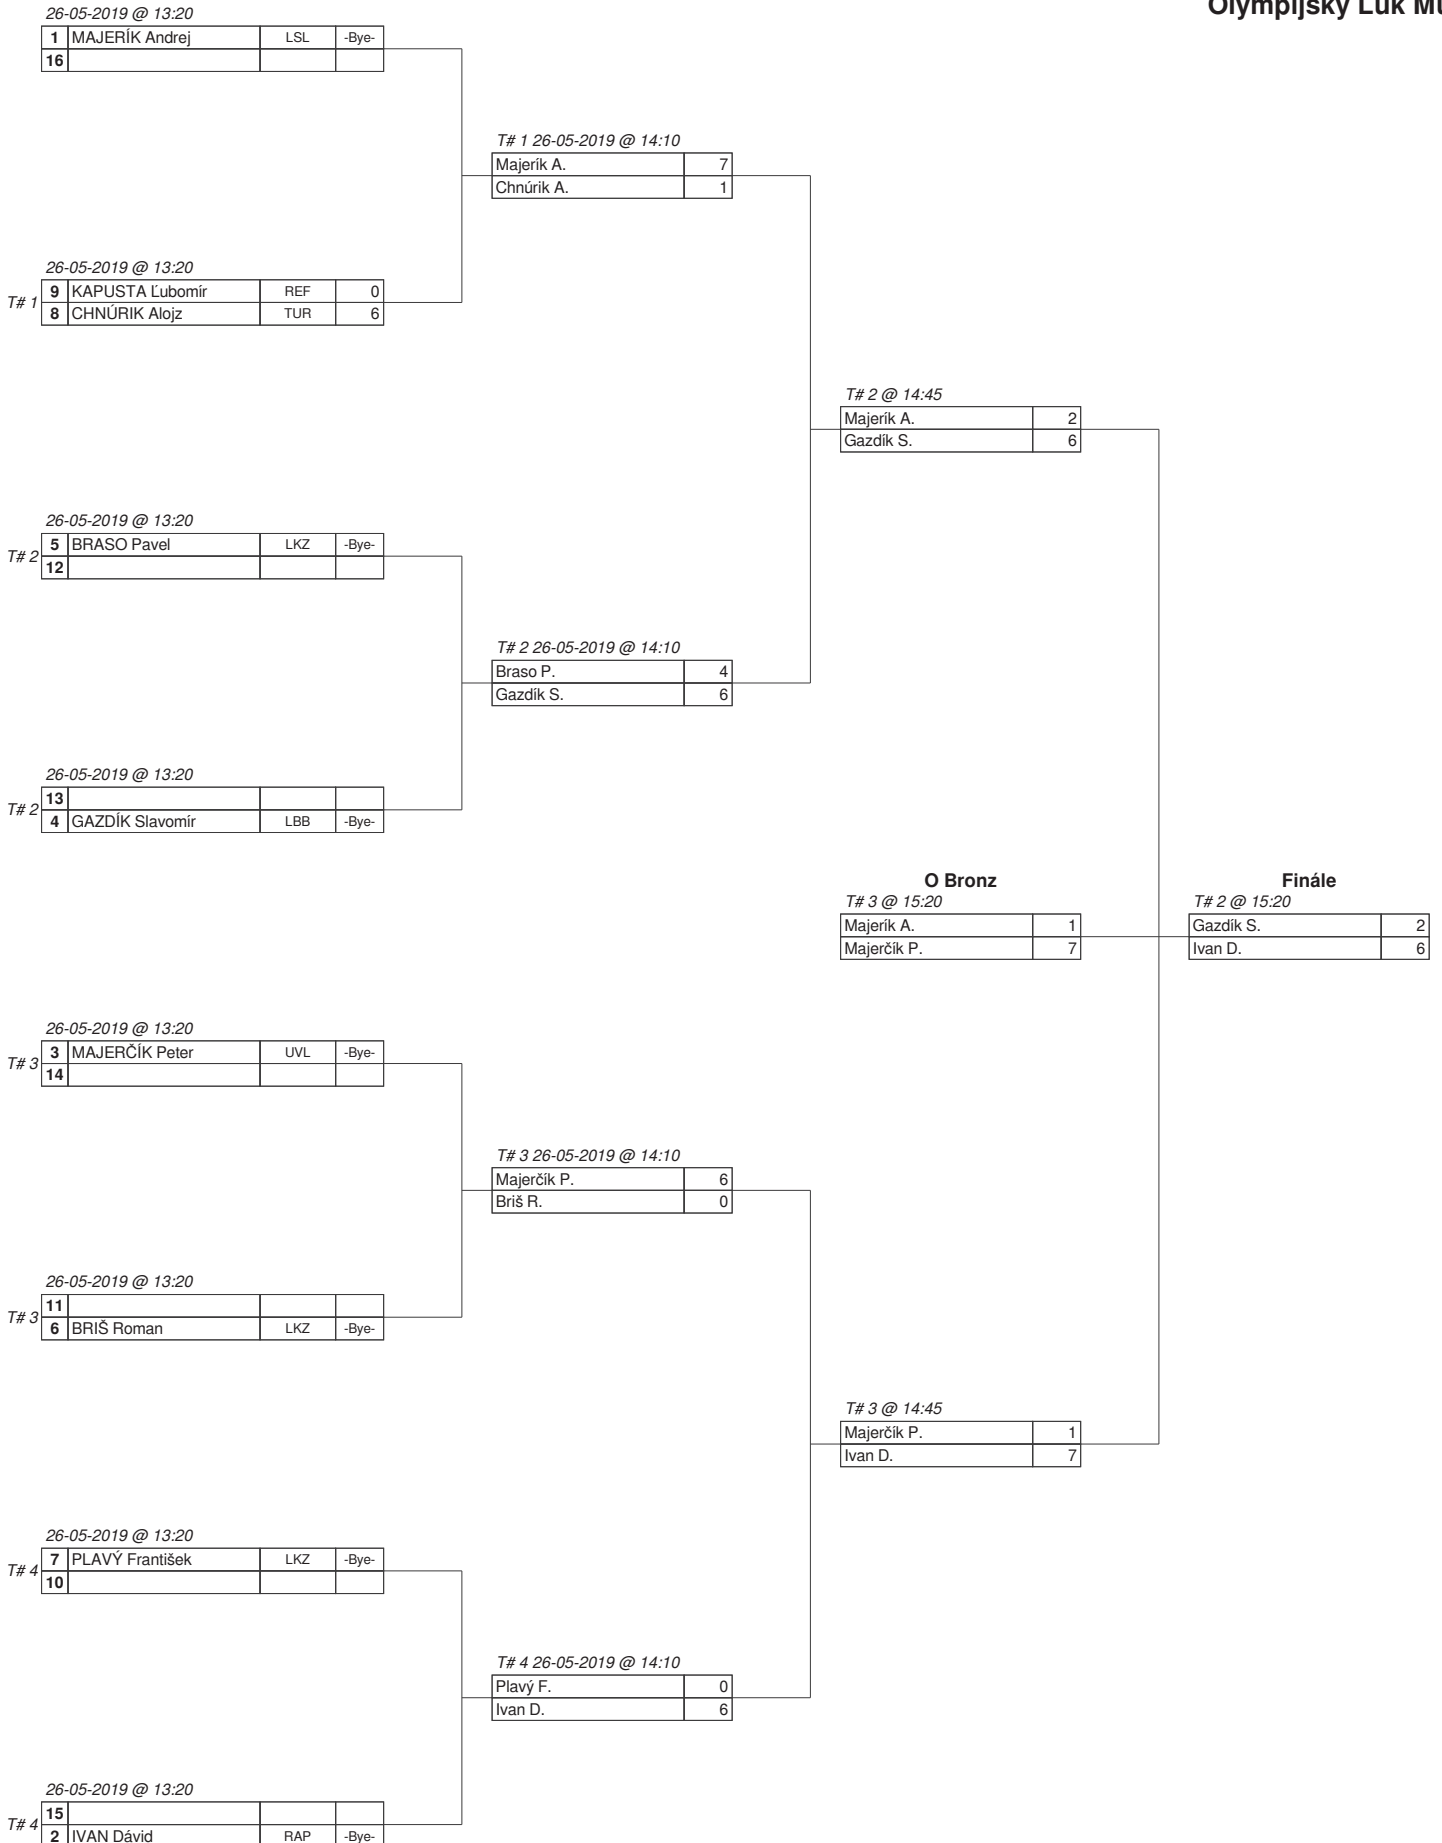 Olympijský Luk
26-05-2019 @ 13:20
1 MAJERÍK Andrej LSL -Bye-
16
T# 1 26-05-2019 @ 14:10
Majerík A. 7
Chnúrik A. 1
26-05-2019 @ 13:20
T# 1
9 KAPUSTA Ľubomír REF 0
8 CHNÚRIK Alojz TUR 6
T# 2 @ 14:45
Majerík A. 2
Gazdík S. 6
26-05-2019 @ 13:20
T# 2
5 BRASO Pavel LKZ -Bye-
12
T# 2 26-05-2019 @ 14:10
Braso P. 4
Gazdík S. 6
26-05-2019 @ 13:20
T# 2
13
4 GAZDÍK Slavomír LBB -Bye-
O Bronz
T# 3 @ 15:20
Majerík A. 1
Majerčík P. 7
Finále
T# 2 @ 15:20
Gazdík S. 2
Ivan D. 6
26-05-2019 @ 13:20
T# 3
3 MAJERČÍK Peter UVL -Bye-
14
T# 3 26-05-2019 @ 14:10
Majerčík P. 6
Briš R. 0
26-05-2019 @ 13:20
T# 3
11
6 BRIŠ Roman LKZ -Bye-
T# 3 @ 14:45
Majerčík P. 1
Ivan D. 7
26-05-2019 @ 13:20
T# 4
7 PLAVÝ František LKZ -Bye-
10
T# 4 26-05-2019 @ 14:10
Plavý F. 0
Ivan D. 6
26-05-2019 @ 13:20
T# 4
15
2 IVAN Dávid RAP -Bye-